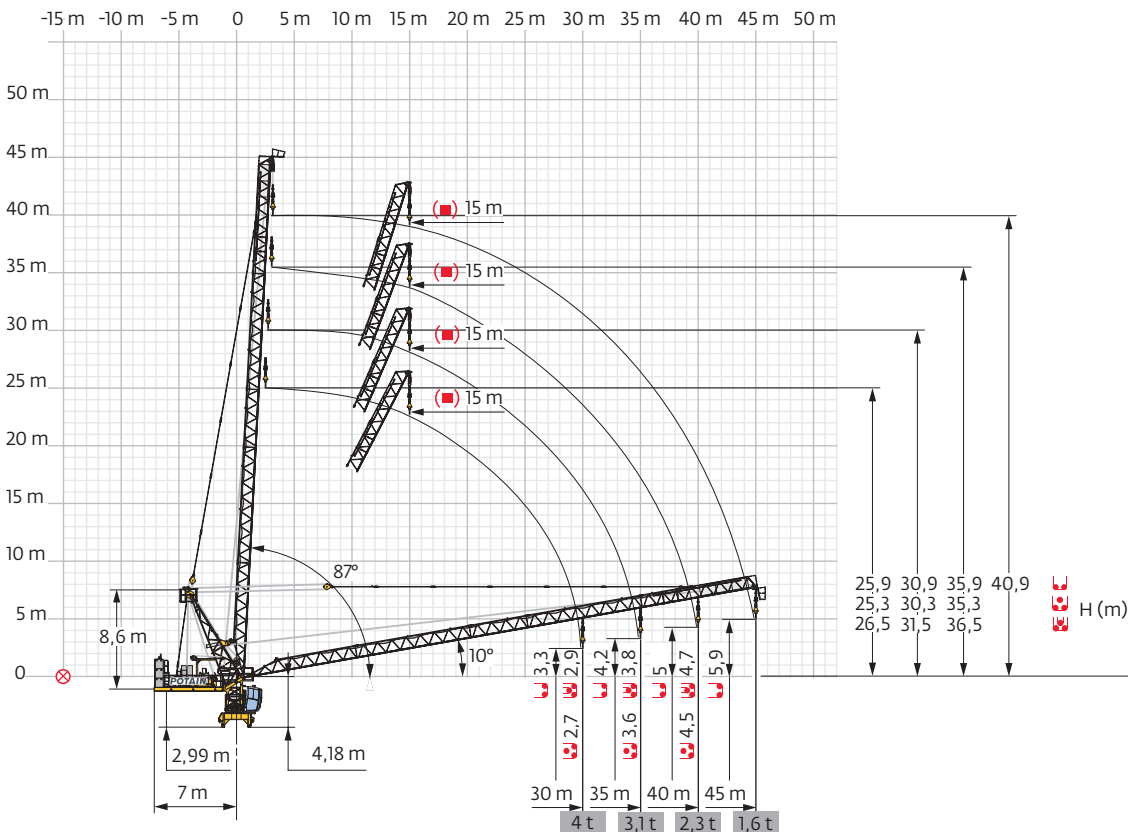 -15 m -10 m -5 m 0 5 m 10 m 15 m 20 m 25 m 30 m 35 m 40 m 45 m 50 m
50 m
45 m
40 m
35 m
30 m
25 m
20 m
15 m
10 m
5 m
0
15 m
15 m
15 m
15 m
87°
10°
8,6 m
POTAIN
2,99 m
4,18 m
7 m
25,9 30,9 35,9 40,9
25,3 30,3 35,3
26,5 31,5 36,5
H (m)
3,3 2,9 4,2 3,8 5 4,7 5,9
2,7 3,6 4,5
30 m 35 m 40 m 45 m
4 t 3,1 t 2,3 t 1,6 t